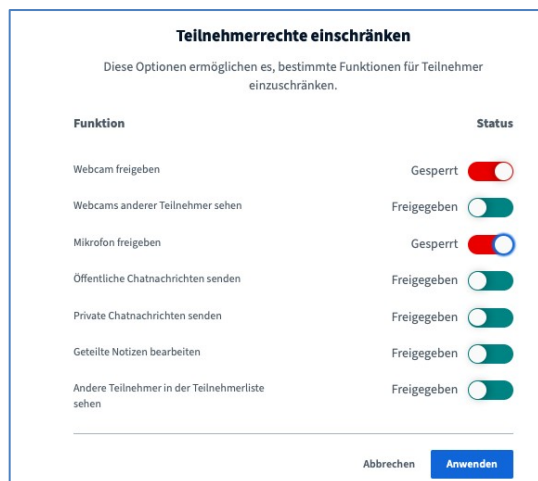 Teilnehmerrechte einschränken
Diese Optionen ermöglichen es, bestimmte Funktionen für Teilnehmer
einzuschränken.
Funktion Status
Webcam freigeben Gesperrt
Webcams anderer Teilnehmer sehen Freigegeben
Mikrofon freigeben Gesperrt
Öffentliche Chatnachrichten senden Freigegeben
Private Chatnachrichten senden Freigegeben
Geteilte Notizen bearbeiten Freigegeben
Andere Teilnehmer in der Teilnehmerliste Freigegeben
sehen
Abbrechen Anwenden